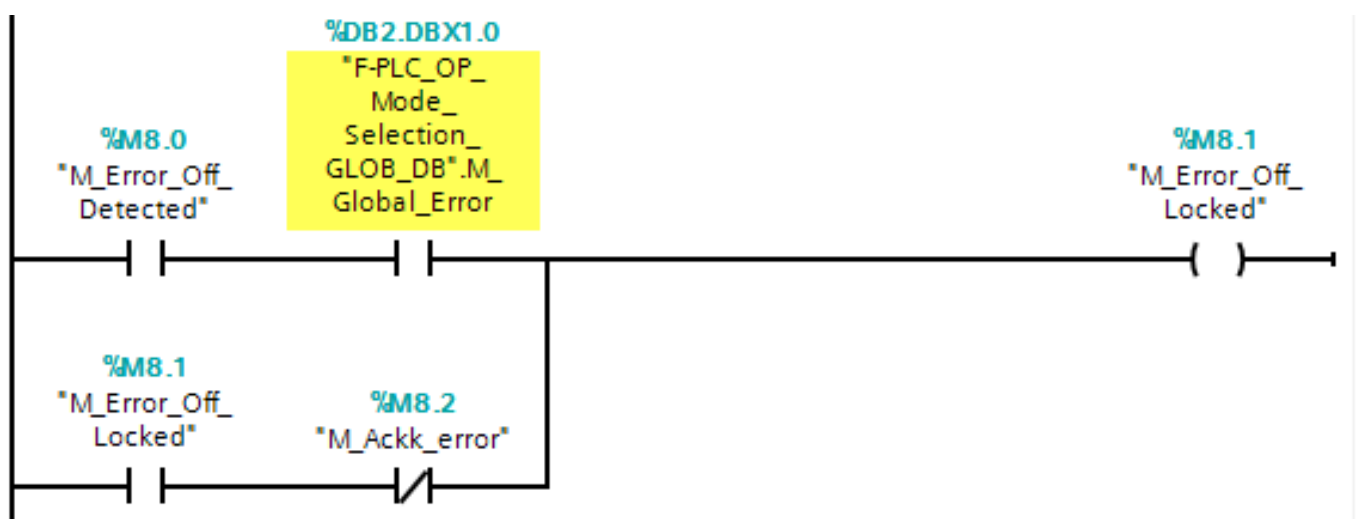 %DB2.DBX1.0
"F-PLC_OP_
Mode_
Selection_
GLOB_DB".M_
Global_Error
%M8.0
"M_Error_Off_
Detected"
%M8.1
"M_Error_Off_
Locked"
%M8.1
"M_Error_Off_
Locked"
%M8.2
"M_Ackk_error"